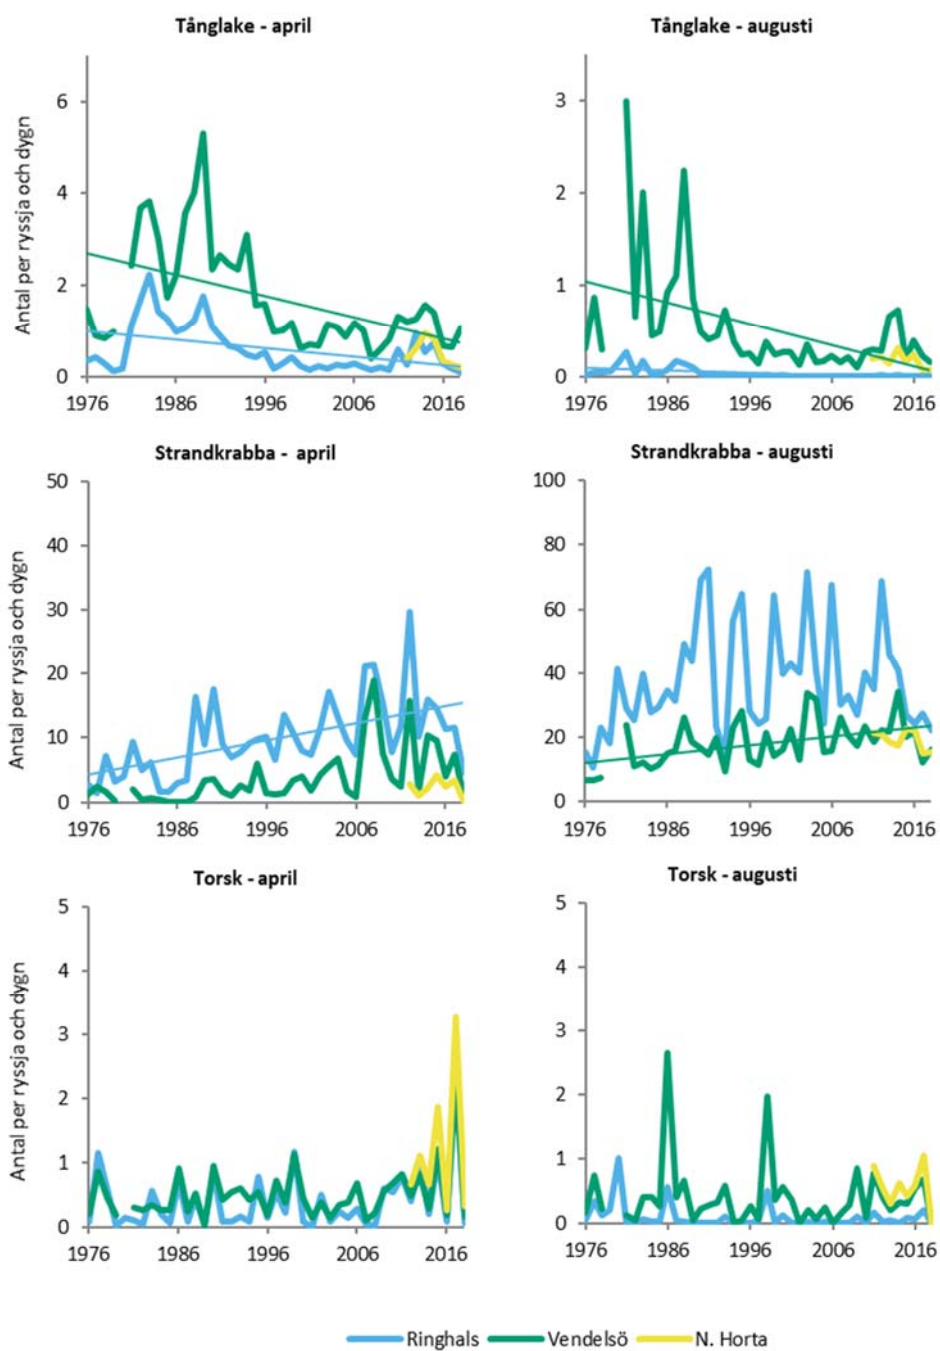 Tånglake - april
Tånglake - augusti
Antal per ryssja och dygn
6
4
2
0
1976 1986 1996 2006 2016
3
2
1
0
1976 1986 1996 2006 2016
Strandkrabba - april
Strandkrabba - augusti
Antal per ryssja och dygn
50
40
30
20
10
0
1976 1986 1996 2006 2016
100
80
60
40
20
0
1976 1986 1996 2006 2016
Torsk - april
Torsk - augusti
Antal per ryssja och dygn
5
4
3
2
1
0
1976 1986 1996 2006 2016
5
4
3
2
1
0
1976 1986 1996 2006 2016
Ringhals Vendelsö N. Horta